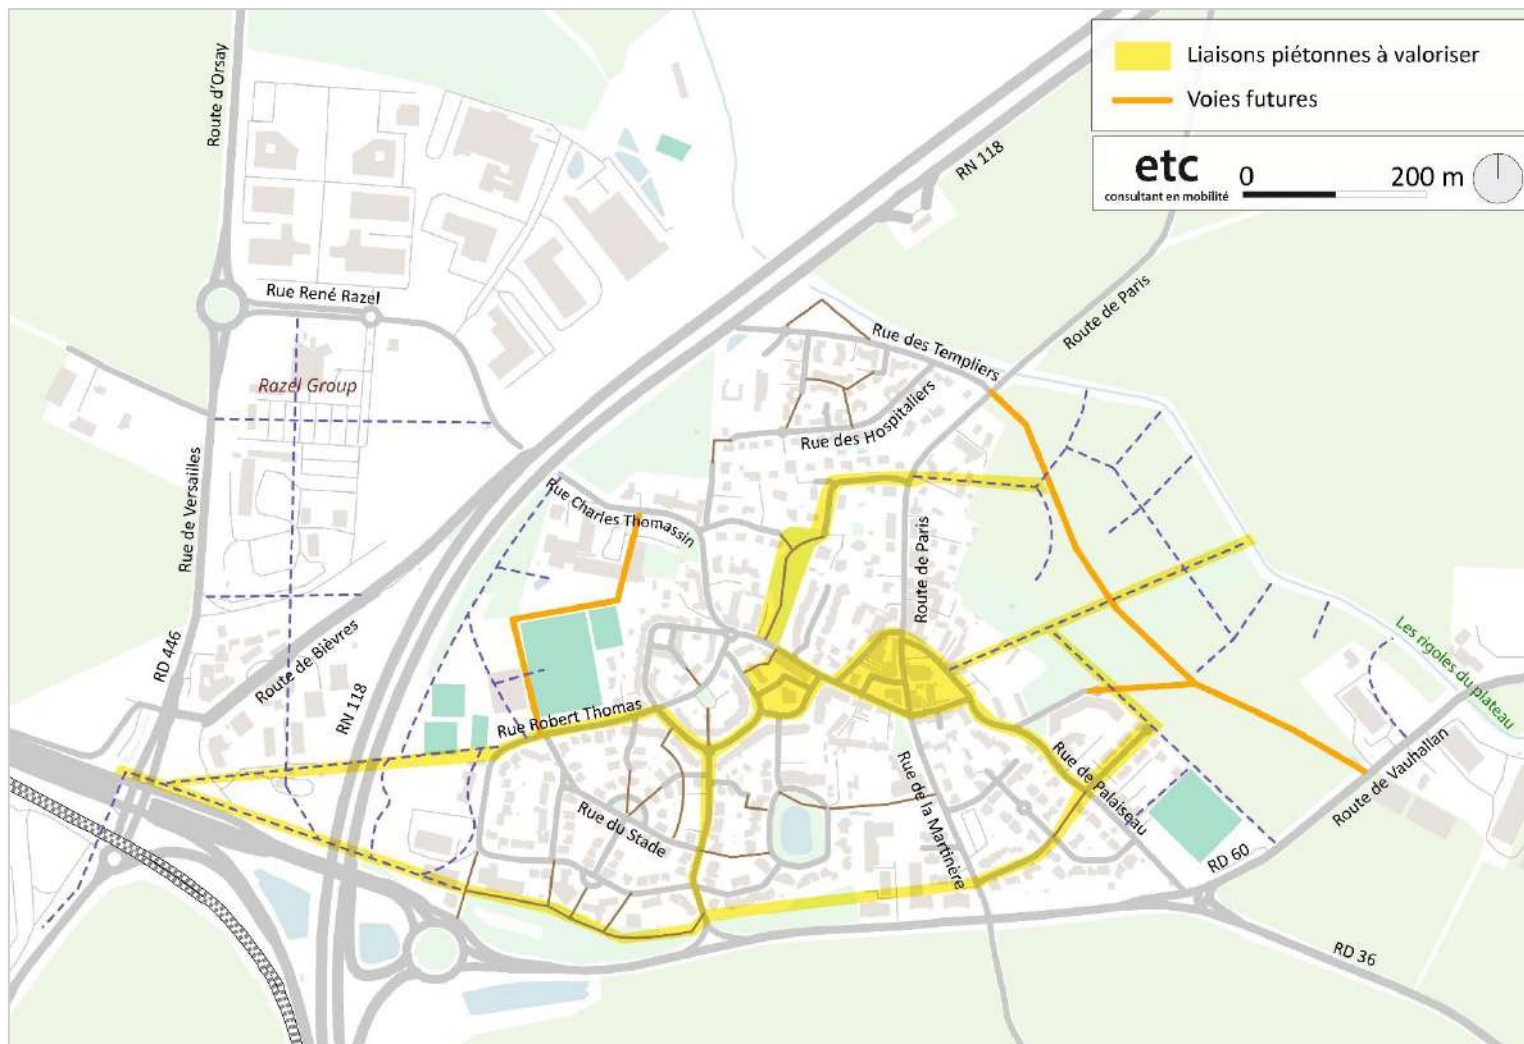 Liaisons piétonnes à valoriser
Voies futures
etc
consultant en mobilité
0
200 m
Route d'Orsay
RN 118
Route de Paris
Rue René Razel
Razel Group
Rue des Templiers
Rue des Hospitaliers
Rue de Versailles
Rue Charles Thomassin
Route de Paris
RD 446
Route de Bièvres
RN 118
Rue Robert Thomas
Les rigoles du plateau
Rue du Stade
Rue de la Martinère
Rue de Palaiseau
Route de Vauhallan
RD 60
RD 36